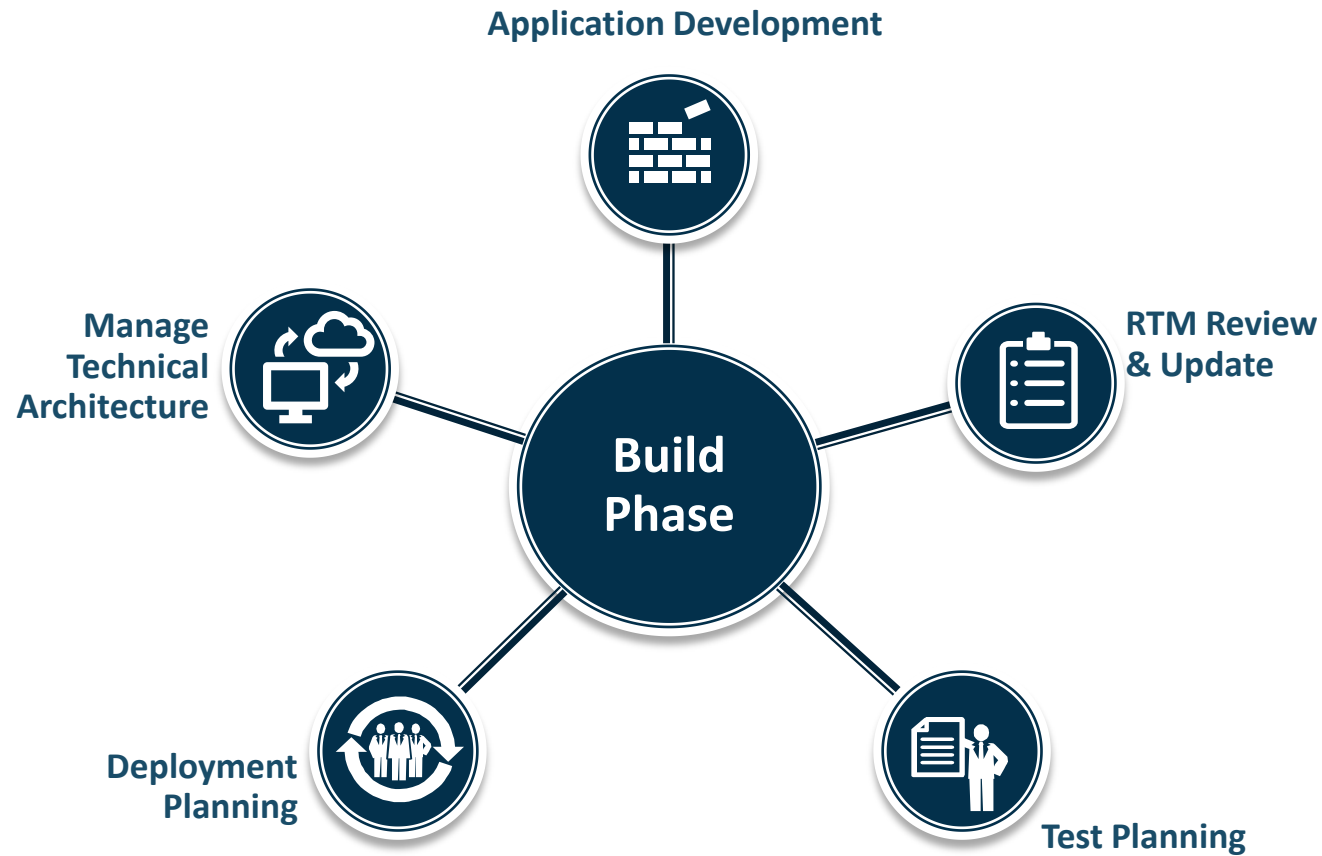 Application Development
Manage
Technical
Architecture
RTM Review
& Update
Build
Phase
Deployment
Planning
Test Planning